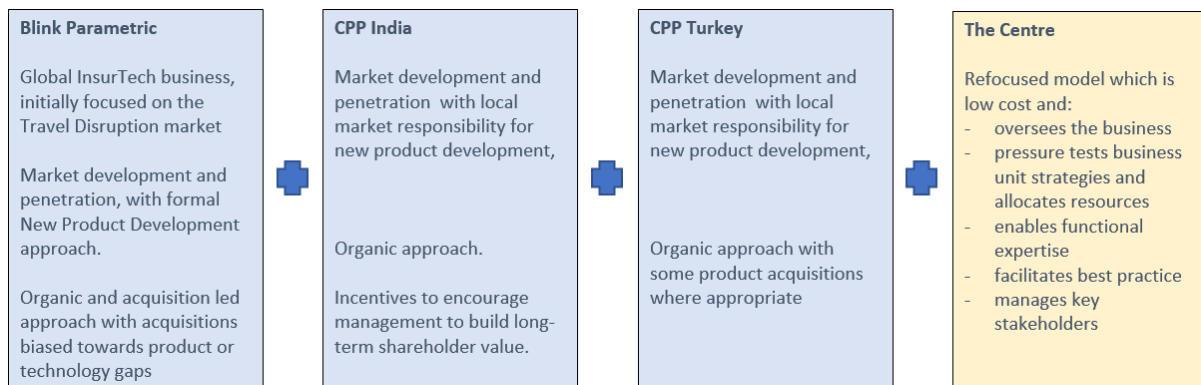 Blink Parametric
Global InsurTech business,
initially focused on the
Travel Disruption market
Market development and
penetration, with formal
New Product Development
approach.
Organic and acquisition led
approach with acquisitions
biased towards product or
technology gaps
CPP India
Market development and
penetration with local
market responsibility for
new product development,
Organic approach.
Incentives to encourage
management to build long-
term shareholder value.
CPP Turkey
Market development and
penetration with local
market responsibility for
new product development,
Organic approach with
some product acquisitions
where appropriate
The Centre
Refocused model which is
low cost and:
- oversees the business
- pressure tests business
unit strategies and
allocates resources
- enables functional
expertise
- facilitates best practice
- manages key
stakeholders